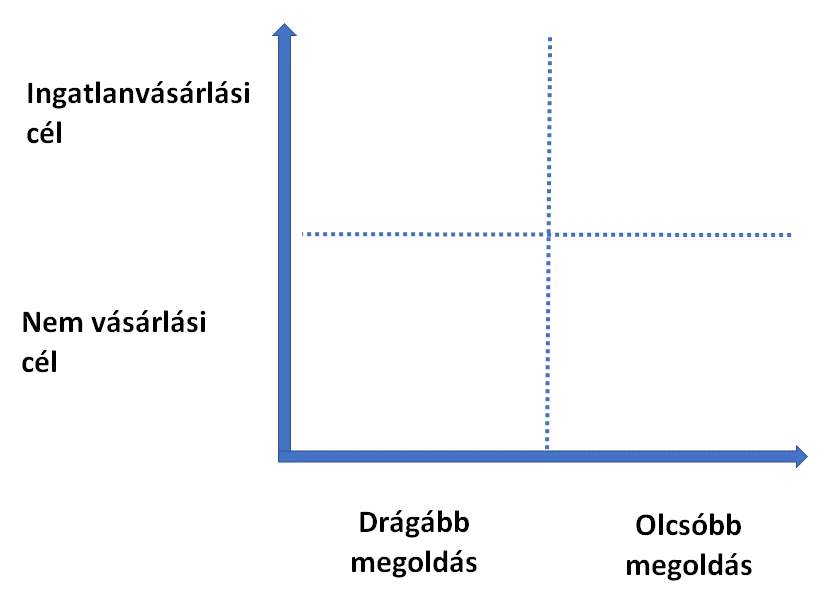 Ingatlanvásárlási
cél
Nem vásárlási
cél
Drágább
megoldás
Olcsóbb
megoldás